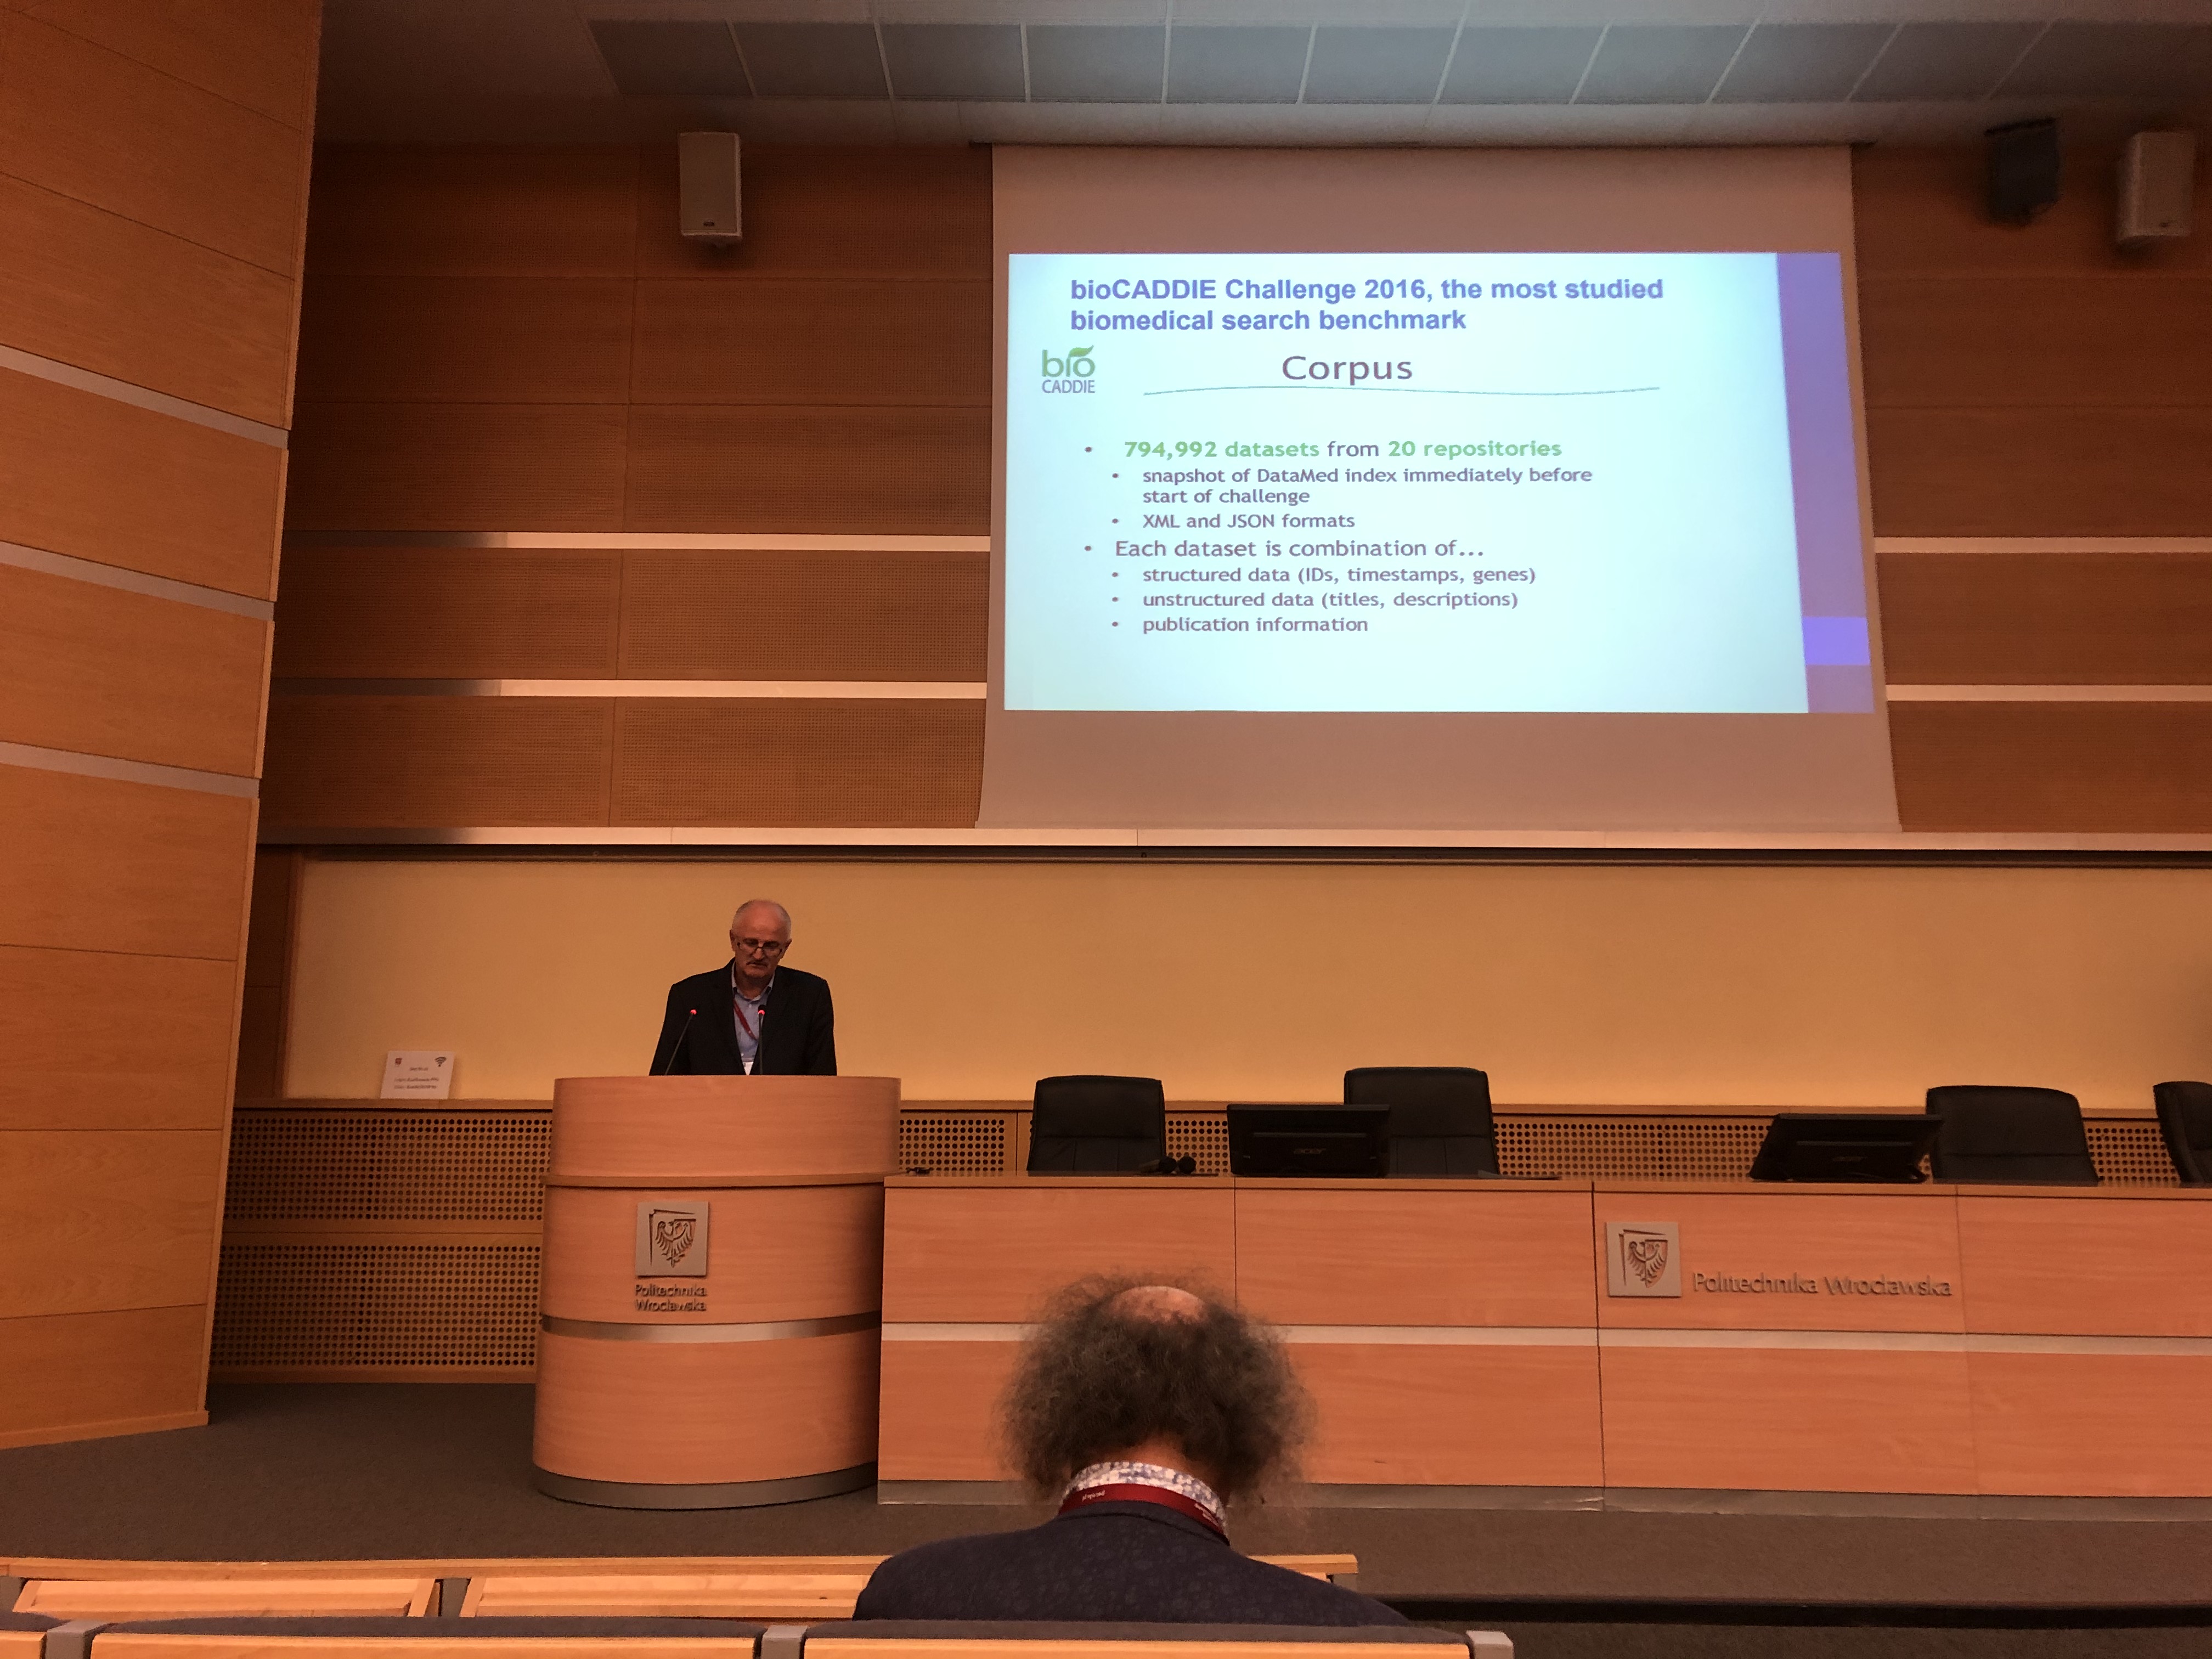 bioCADDIE Challenge 2016, the most studied
biomedical search benchmark
bio
CADDIE
Corpus
• 794,992 datasets from 20 repositories
• snapshot of DataMed index immediately before
start of challenge
• XML and JSON formats
• Each dataset is combination of...
• structured data (IDs, timestamps, genes)
• unstructured data (titles, descriptions)
• publication information
acer
acer
Politechnika
Wrocławska
Politechnika Wrocławska